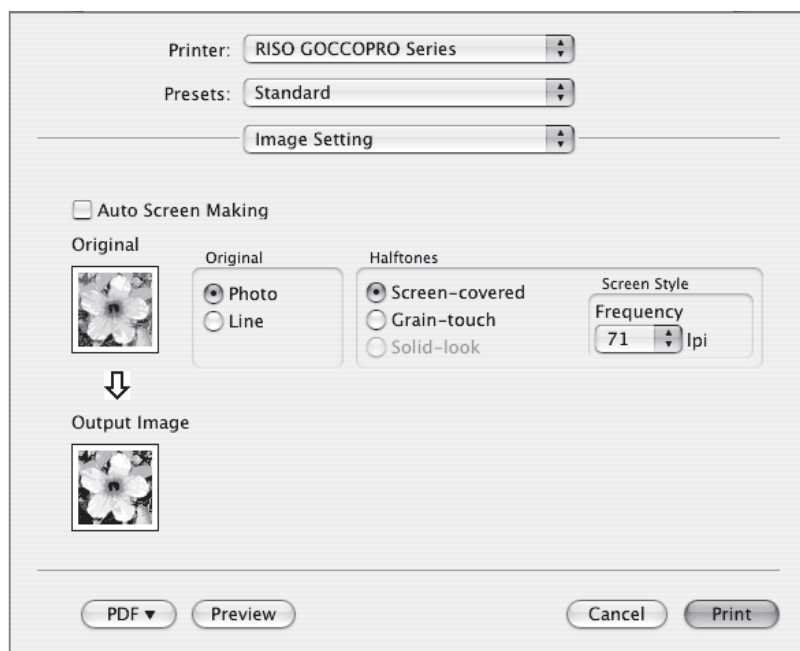 Printer: RISO GOCCOPRO Series
Presets: Standard
Image Setting
Auto Screen Making
Original
Original
Photo
Line
Halftones
Screen-covered
Grain-touch
Solid-look
Screen Style
Frequency
71 lpi
Output Image
PDF Preview Cancel Print